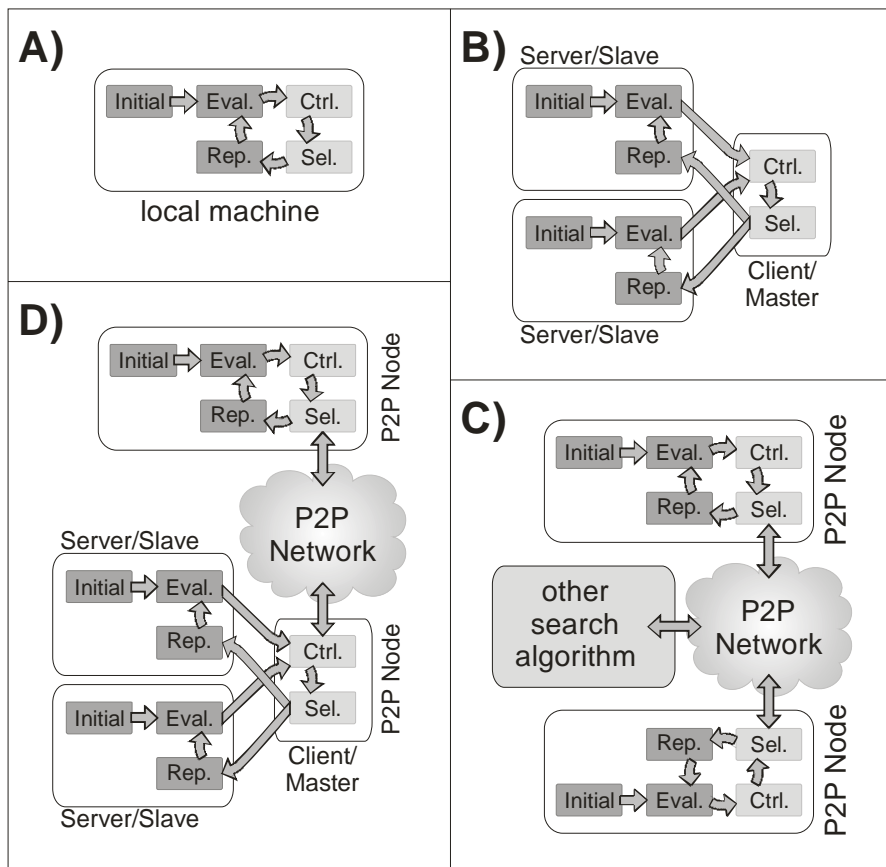 A)
Initial Eval. Ctrl.
Rep. Sel.
local machine
B)
Server/Slave
Initial Eval.
Rep.
Ctrl.
Initial Eval.
Sel.
Rep.
Client/
Master
Server/Slave
D)
Initial Eval. Ctrl.
Rep. Sel.
P2P Node
P2P
Network
Server/Slave
Initial Eval.
Rep.
Ctrl.
Initial Eval.
Sel.
Rep.
P2P Node
Client/
Master
Server/Slave
C)
Initial Eval. Ctrl.
Rep. Sel.
P2P Node
other
search
algorithm
P2P
Network
Rep. Sel.
Initial Eval. Ctrl.
P2P Node